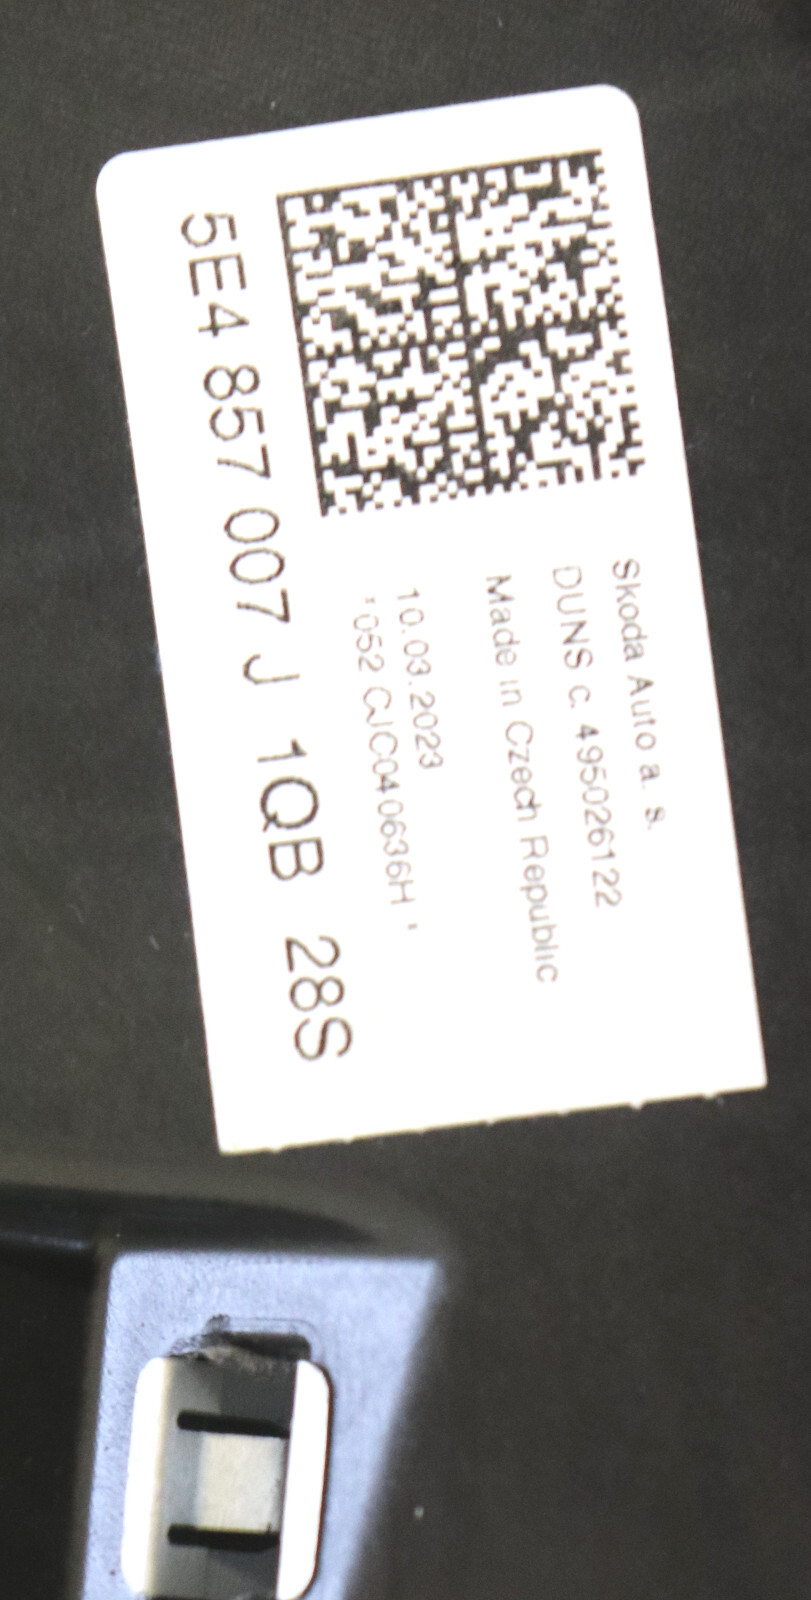 Skoda Auto a. s.
DUNS c. 495026122
Made in Czech Republic
10.03.2023
'052 CJC040636H '
5E4 857 007 J 1QB 28S